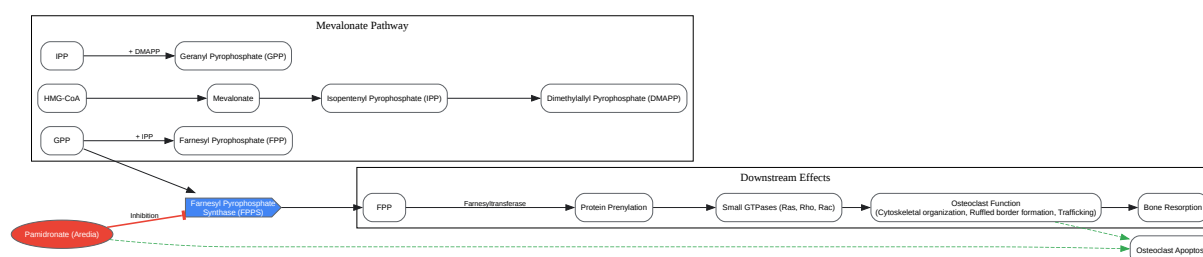 Mevalonate Pathway
IPP
+ DMAPP
Geranyl Pyrophosphate (GPP)
HMG-CoA
Mevalonate
Isopentenyl Pyrophosphate (IPP)
Dimethylallyl Pyrophosphate (DMAPP)
GPP
+ IPP
Farnesyl Pyrophosphate (FPP)
Downstream Effects
Farnesyl Pyrophosphate
Synthase (FPPS)
FPP
Farnesyltransferase
Protein Prenylation
Small GTPases (Ras, Rho, Rac)
Osteoclast Function
(Cytoskeletal organization, Ruffled border formation, Trafficking)
Bone Resorption
Inhibition
Pamidronate (Aredia)
Osteoclast Apoptos